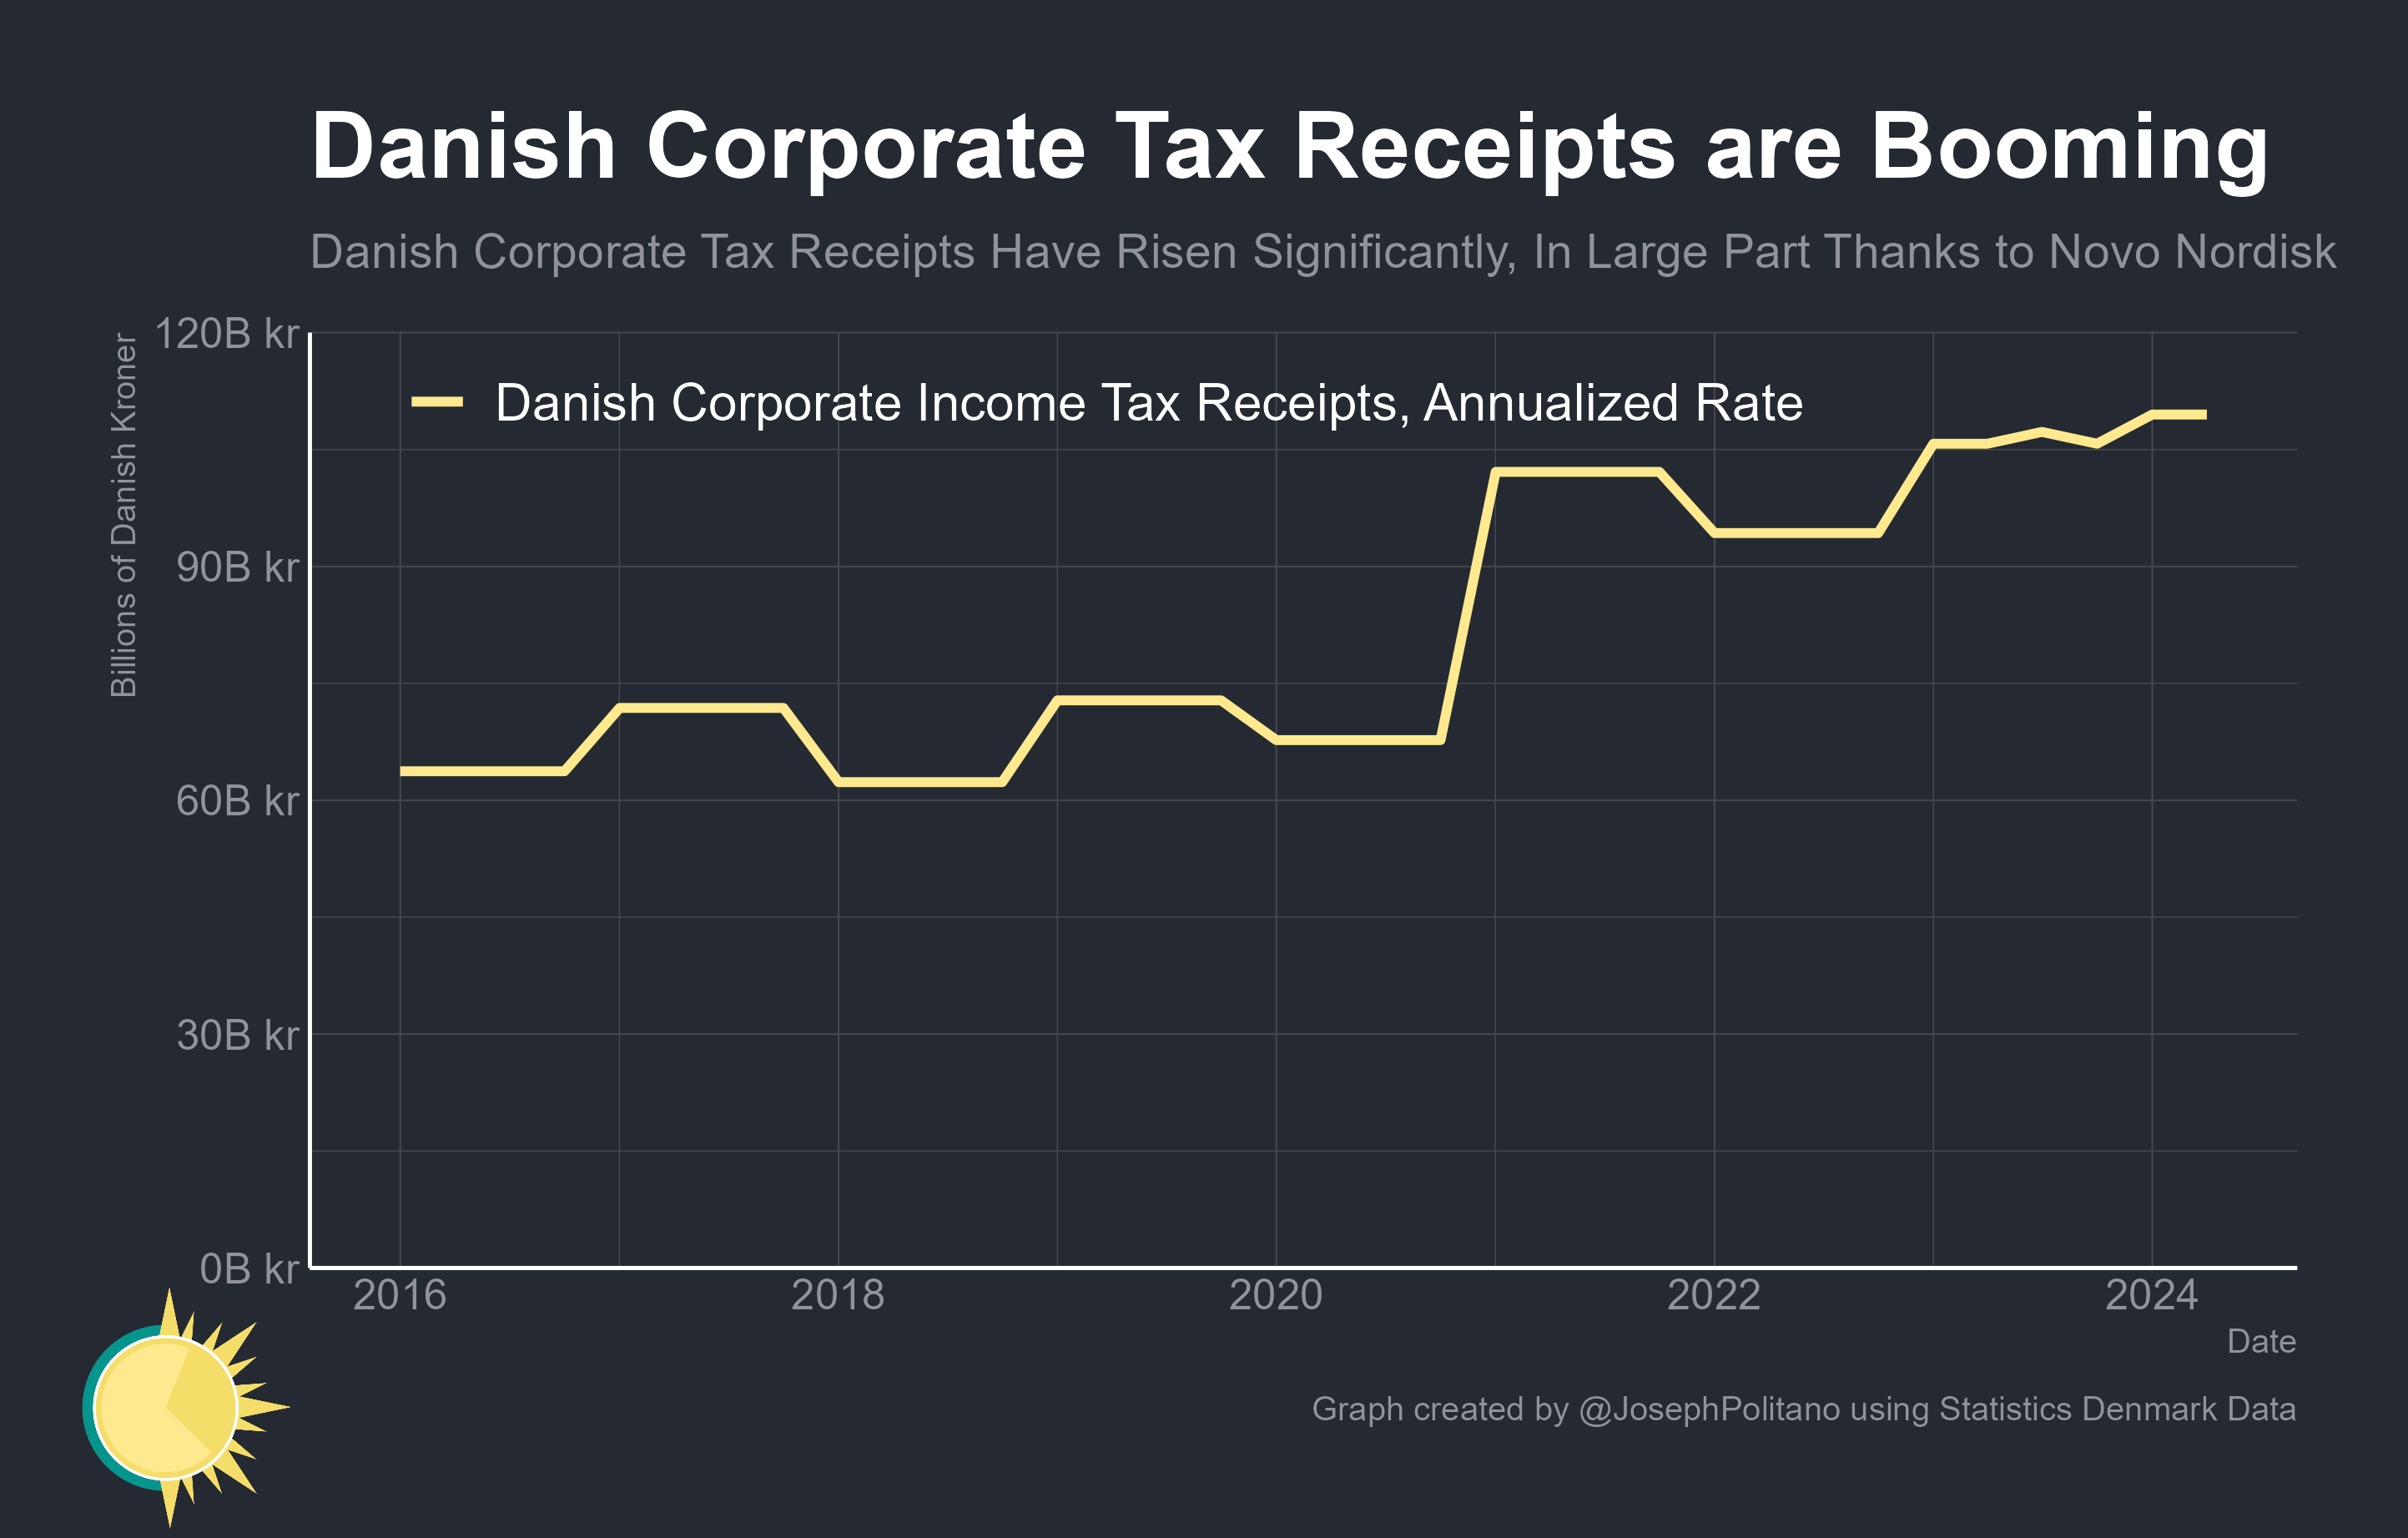 Danish Corporate Tax Receipts are Booming
Danish Corporate Tax Receipts Have Risen Significantly, In Large Part Thanks to Novo Nordisk
Billions of Danish Kroner
120B kr
90B kr
60B kr
30B kr
0B kr
Danish Corporate Income Tax Receipts, Annualized Rate
2016
2018
2020
2022
2024
Date
Graph created by @JosephPolitano using Statistics Denmark Data